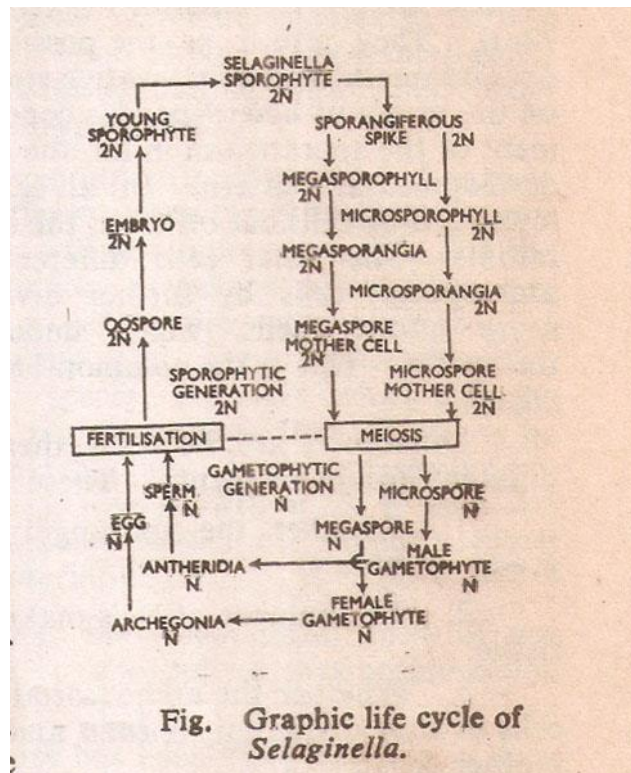 SELAGINELLA
SPOROPHYTE
2N
YOUNG
SPOROPHYTE
2N
SPORANGIFEROUS
SPIKE
2N
MEGASPOROPHYLL
2N
MICROSPOROPHYLL
2N
EMBRYO
2N
MEGASPORANGIA
2N
MICROSPORANGIA
2N
OOSPORE
2N
MEGASPORE
MOTHER CELL
2N
SPOROPHYTIC
GENERATION
2N
MICROSPORE
MOTHER CELL
2N
FERTILISATION
MEIOSIS
GAMETOPHYTIC
GENERATION
N
SPERM
N
MICROSPORE
N
EGG
N
MEGASPORE
N
MALE
GAMETOPHYTE
N
ANTHERIDIA
N
FEMALE
GAMETOPHYTE
N
ARCHEGONIA
N
Fig. Graphic life cycle of
Selaginella.